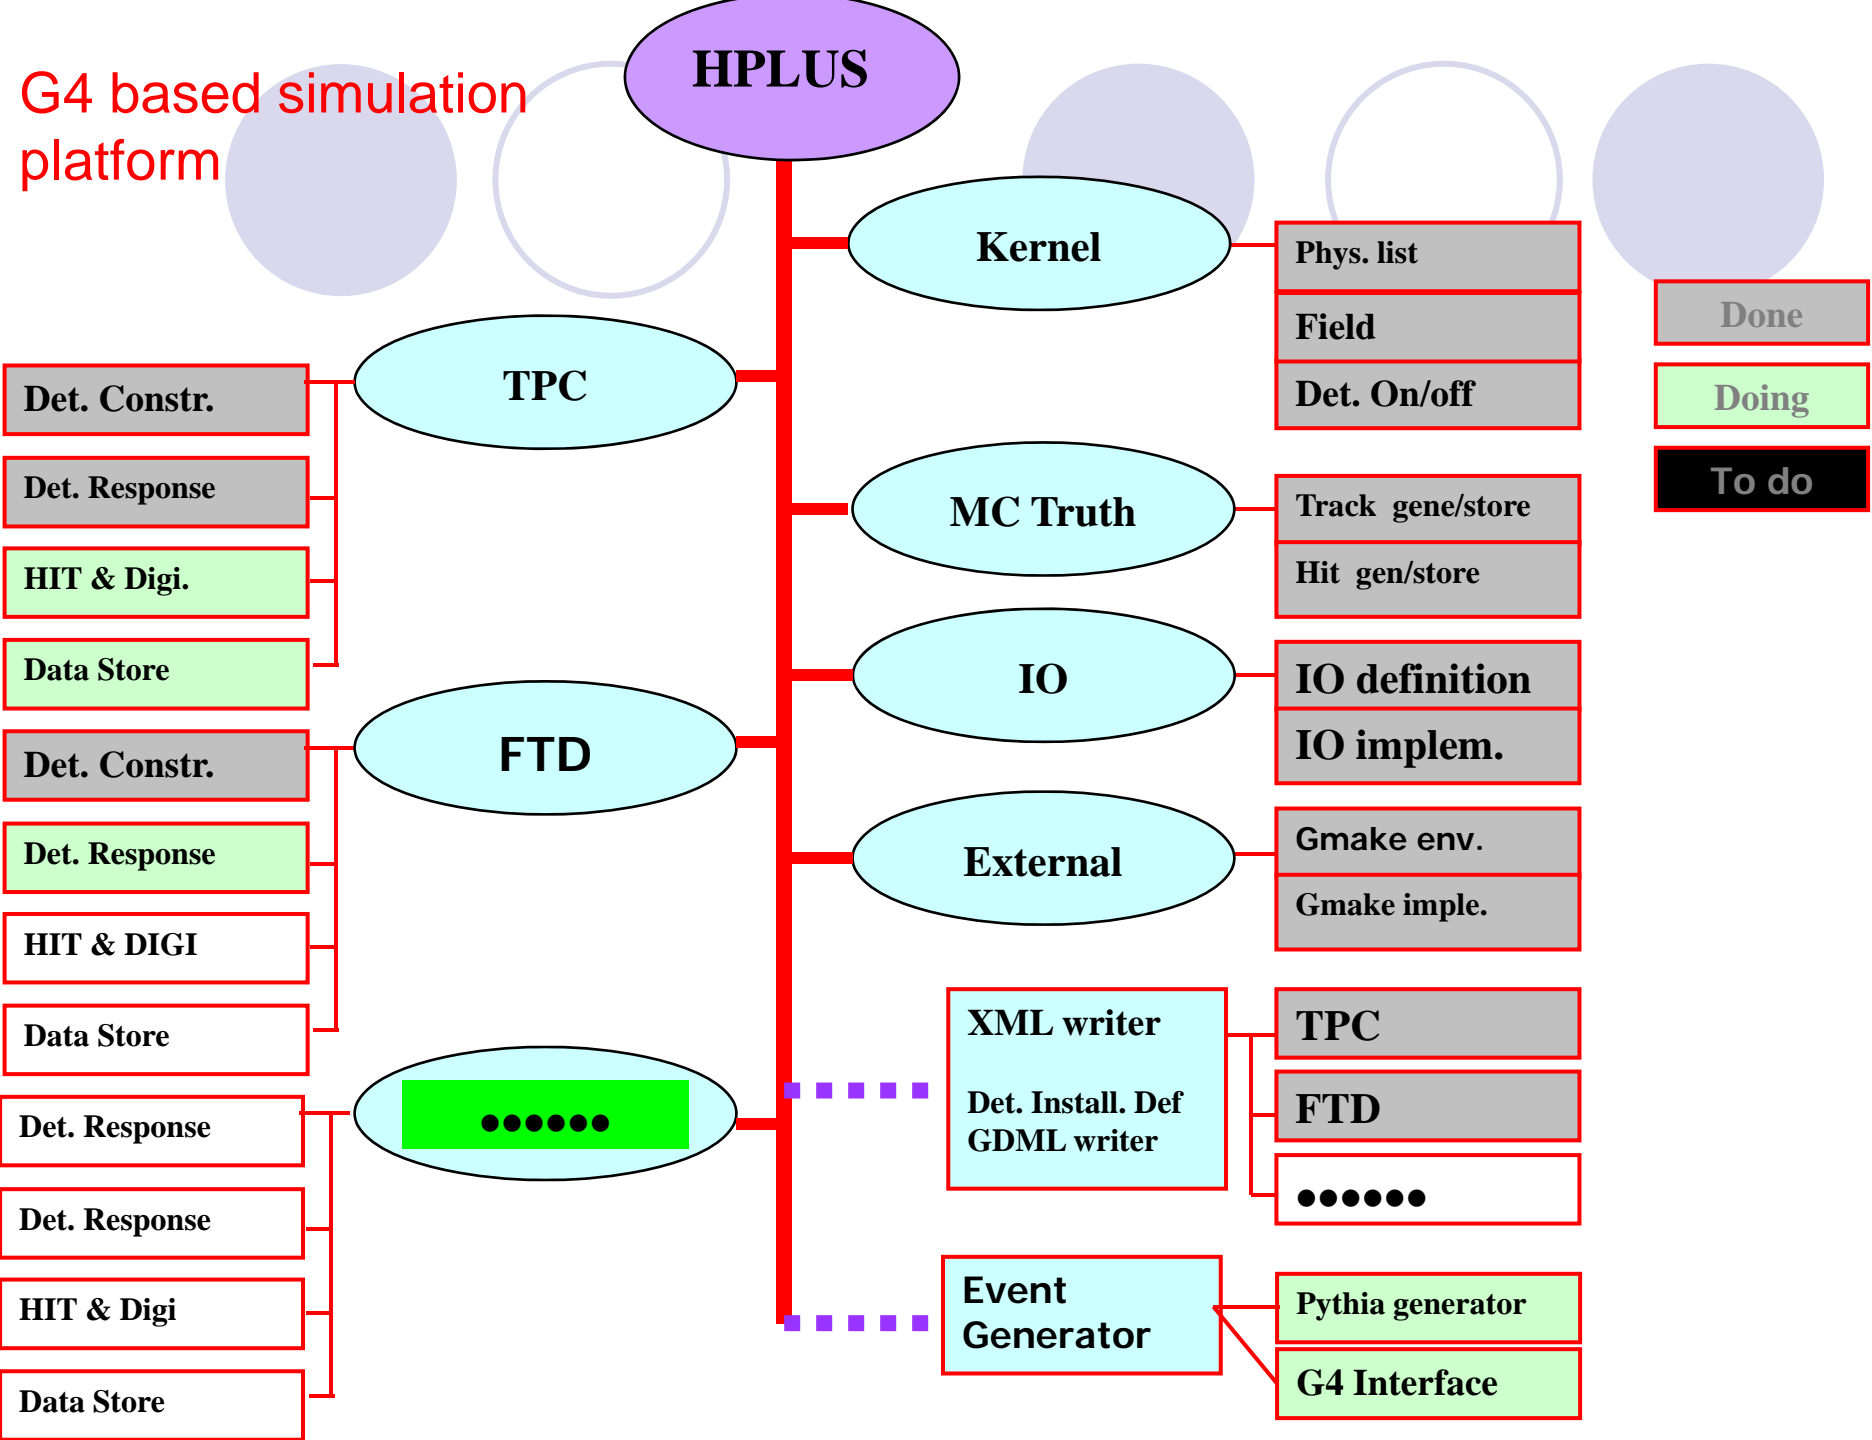 HPLUS
G4 based simulation
platform
Kernel
Phys. list
Field
Det. On/off
Done
Doing
To do
TPC
Det. Constr.
Det. Response
HIT & Digi.
Data Store
MC Truth
Track gene/store
Hit gen/store
IO
IO definition
IO implem.
FTD
Det. Constr.
Det. Response
HIT & DIGI
Data Store
External
Gmake env.
Gmake imple.
XML writer
Det. Install. Def
GDML writer
TPC
FTD
●●●●●●
●●●●●●
Det. Response
Det. Response
HIT & Digi
Data Store
Event
Generator
Pythia generator
G4 Interface